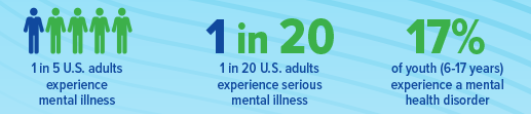 1 in 5 U.S. adults
experience
mental illness
1 in 20
1 in 20 U.S. adults
experience serious
mental illness
17%
of youth (6-17 years)
experience a mental
health disorder